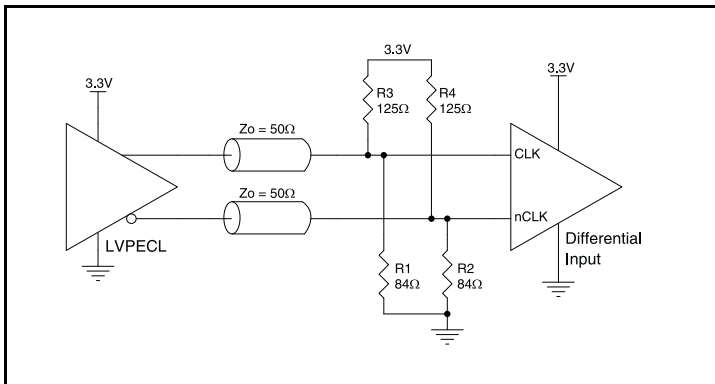 3.3V
3.3V
3.3V
R3
125Ω
R4
125Ω
Zo = 50Ω
CLK
Zo = 50Ω
nCLK
LVPECL
Differential
Input
R1
84Ω
R2
84Ω